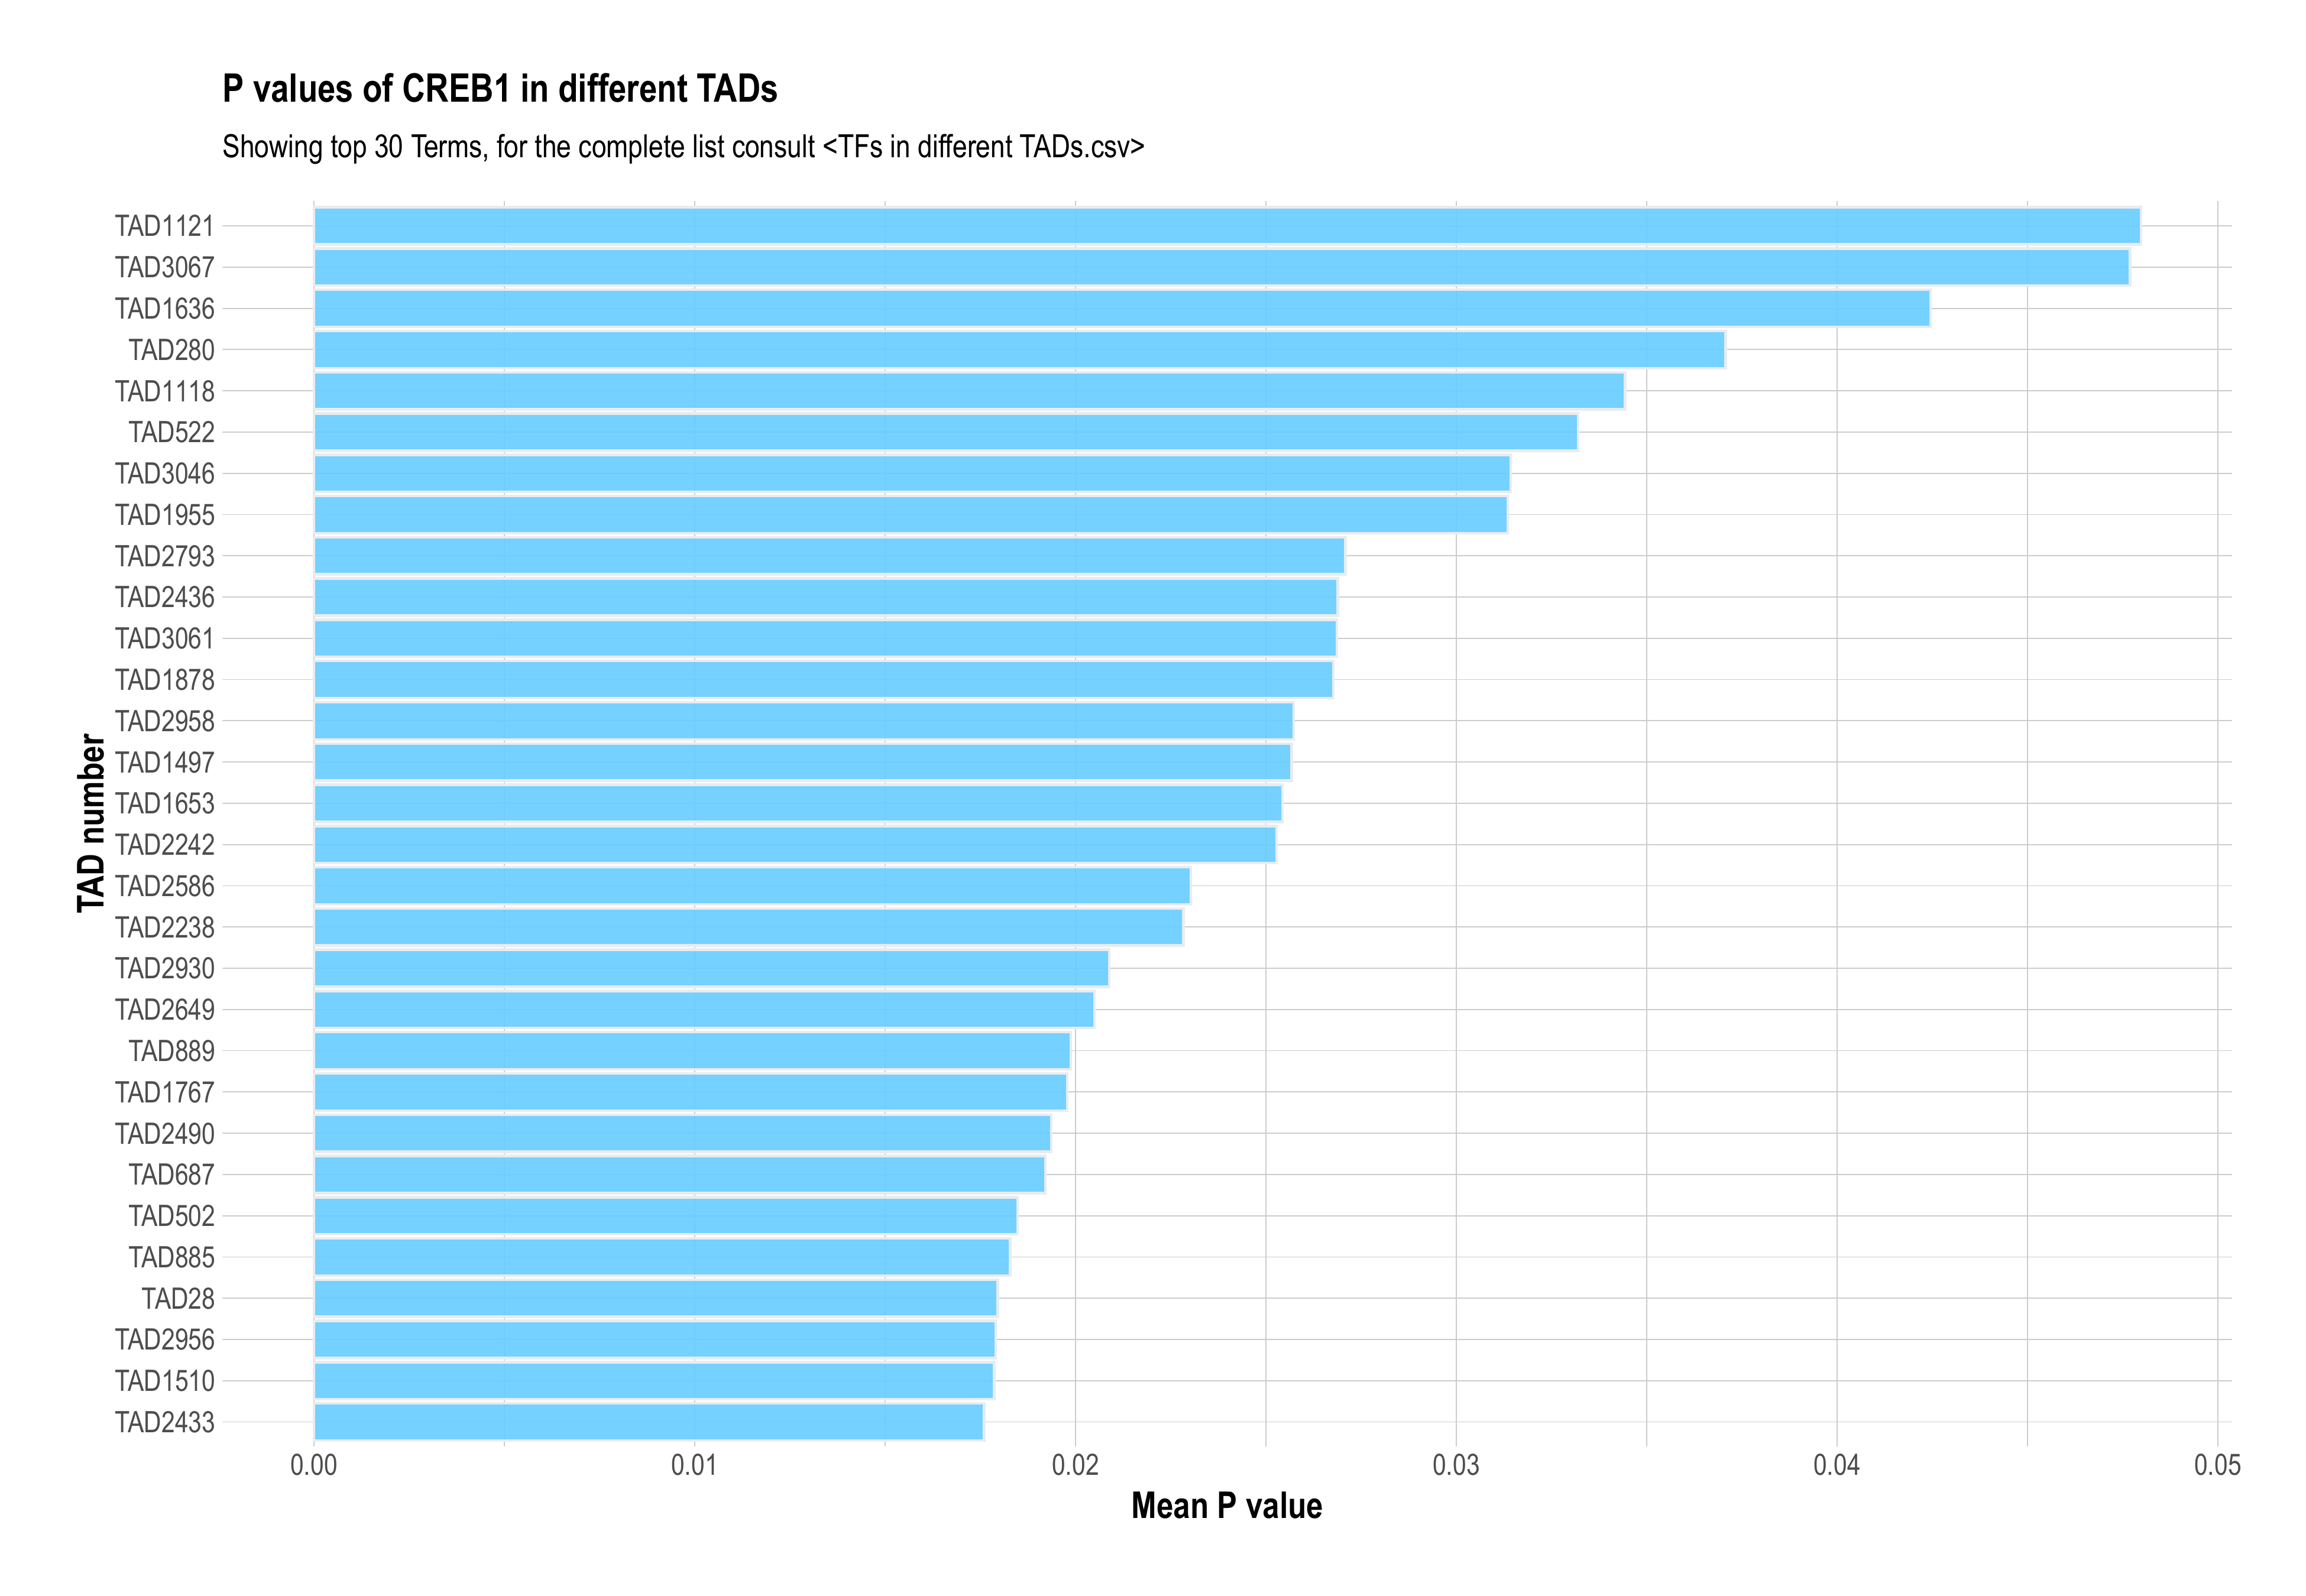 P values of CREB1 in different TADs
Showing top 30 Terms, for the complete list consult <TFs in different TADs.csv>
TAD number
TAD1121
TAD3067
TAD1636
TAD280
TAD1118
TAD522
TAD3046
TAD1955
TAD2793
TAD2436
TAD3061
TAD1878
TAD2958
TAD1497
TAD1653
TAD2242
TAD2586
TAD2238
TAD2930
TAD2649
TAD889
TAD1767
TAD2490
TAD687
TAD502
TAD885
TAD28
TAD2956
TAD1510
TAD2433
0.00 0.01 0.02 0.03 0.04 0.05
Mean P value